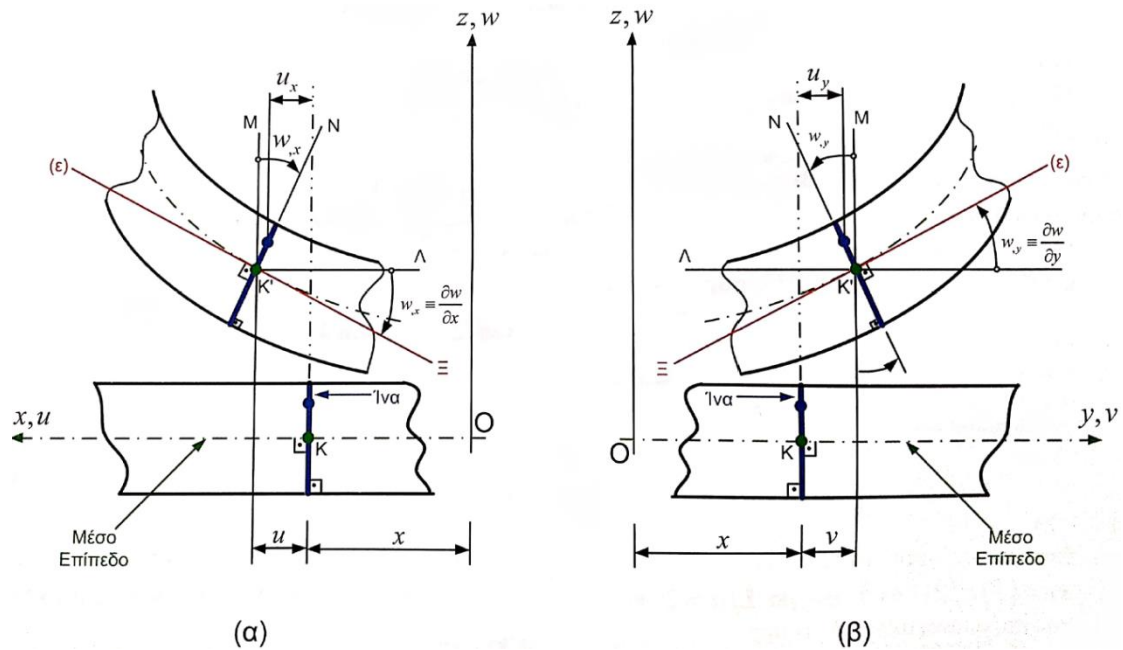 z, w
u_x
M
N
w_{,x}
(ε)
Λ
K'
w_{,x} ≡ ∂w/∂x
Ξ
Ίνα
x, u
O
K
Μέσο
Επίπεδο
u
x
(α)
z, w
u_y
N
M
w_{,y}
(ε)
Λ
w_{,y} ≡ ∂w/∂y
K'
Ξ
Ίνα
y, v
O
K
x
v
Μέσο
Επίπεδο
(β)